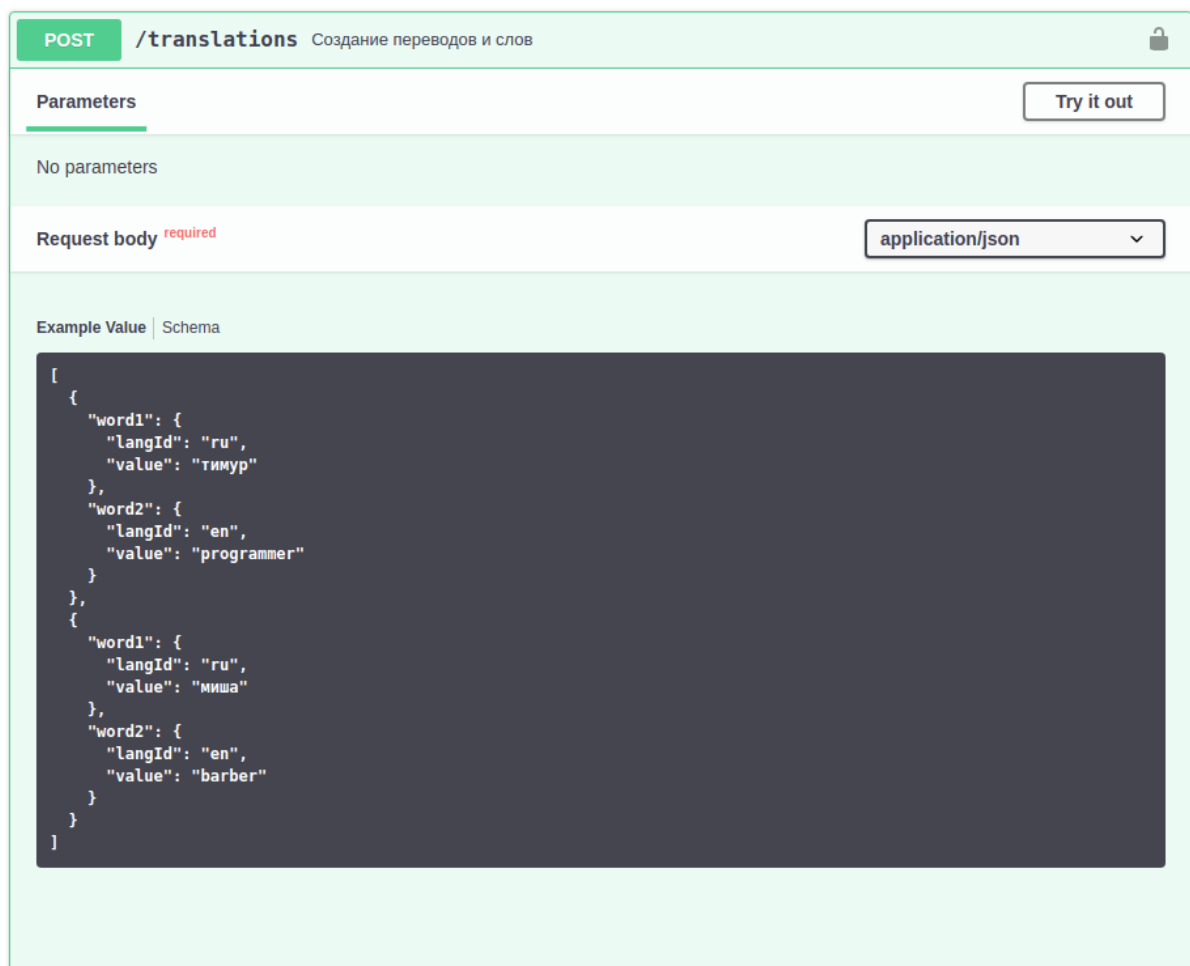 POST /translations Создание переводов и слов
Parameters Try it out
No parameters
Request body required application/json
Example Value Schema
[
  {
    "word1": {
      "langId": "ru",
      "value": "тимур"
    },
    "word2": {
      "langId": "en",
      "value": "programmer"
    }
  },
  {
    "word1": {
      "langId": "ru",
      "value": "миша"
    },
    "word2": {
      "langId": "en",
      "value": "barber"
    }
  }
]